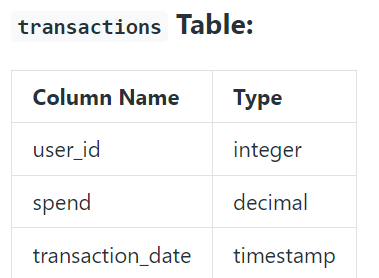 transactions Table:
Column Name Type
user_id integer
spend decimal
transaction_date timestamp